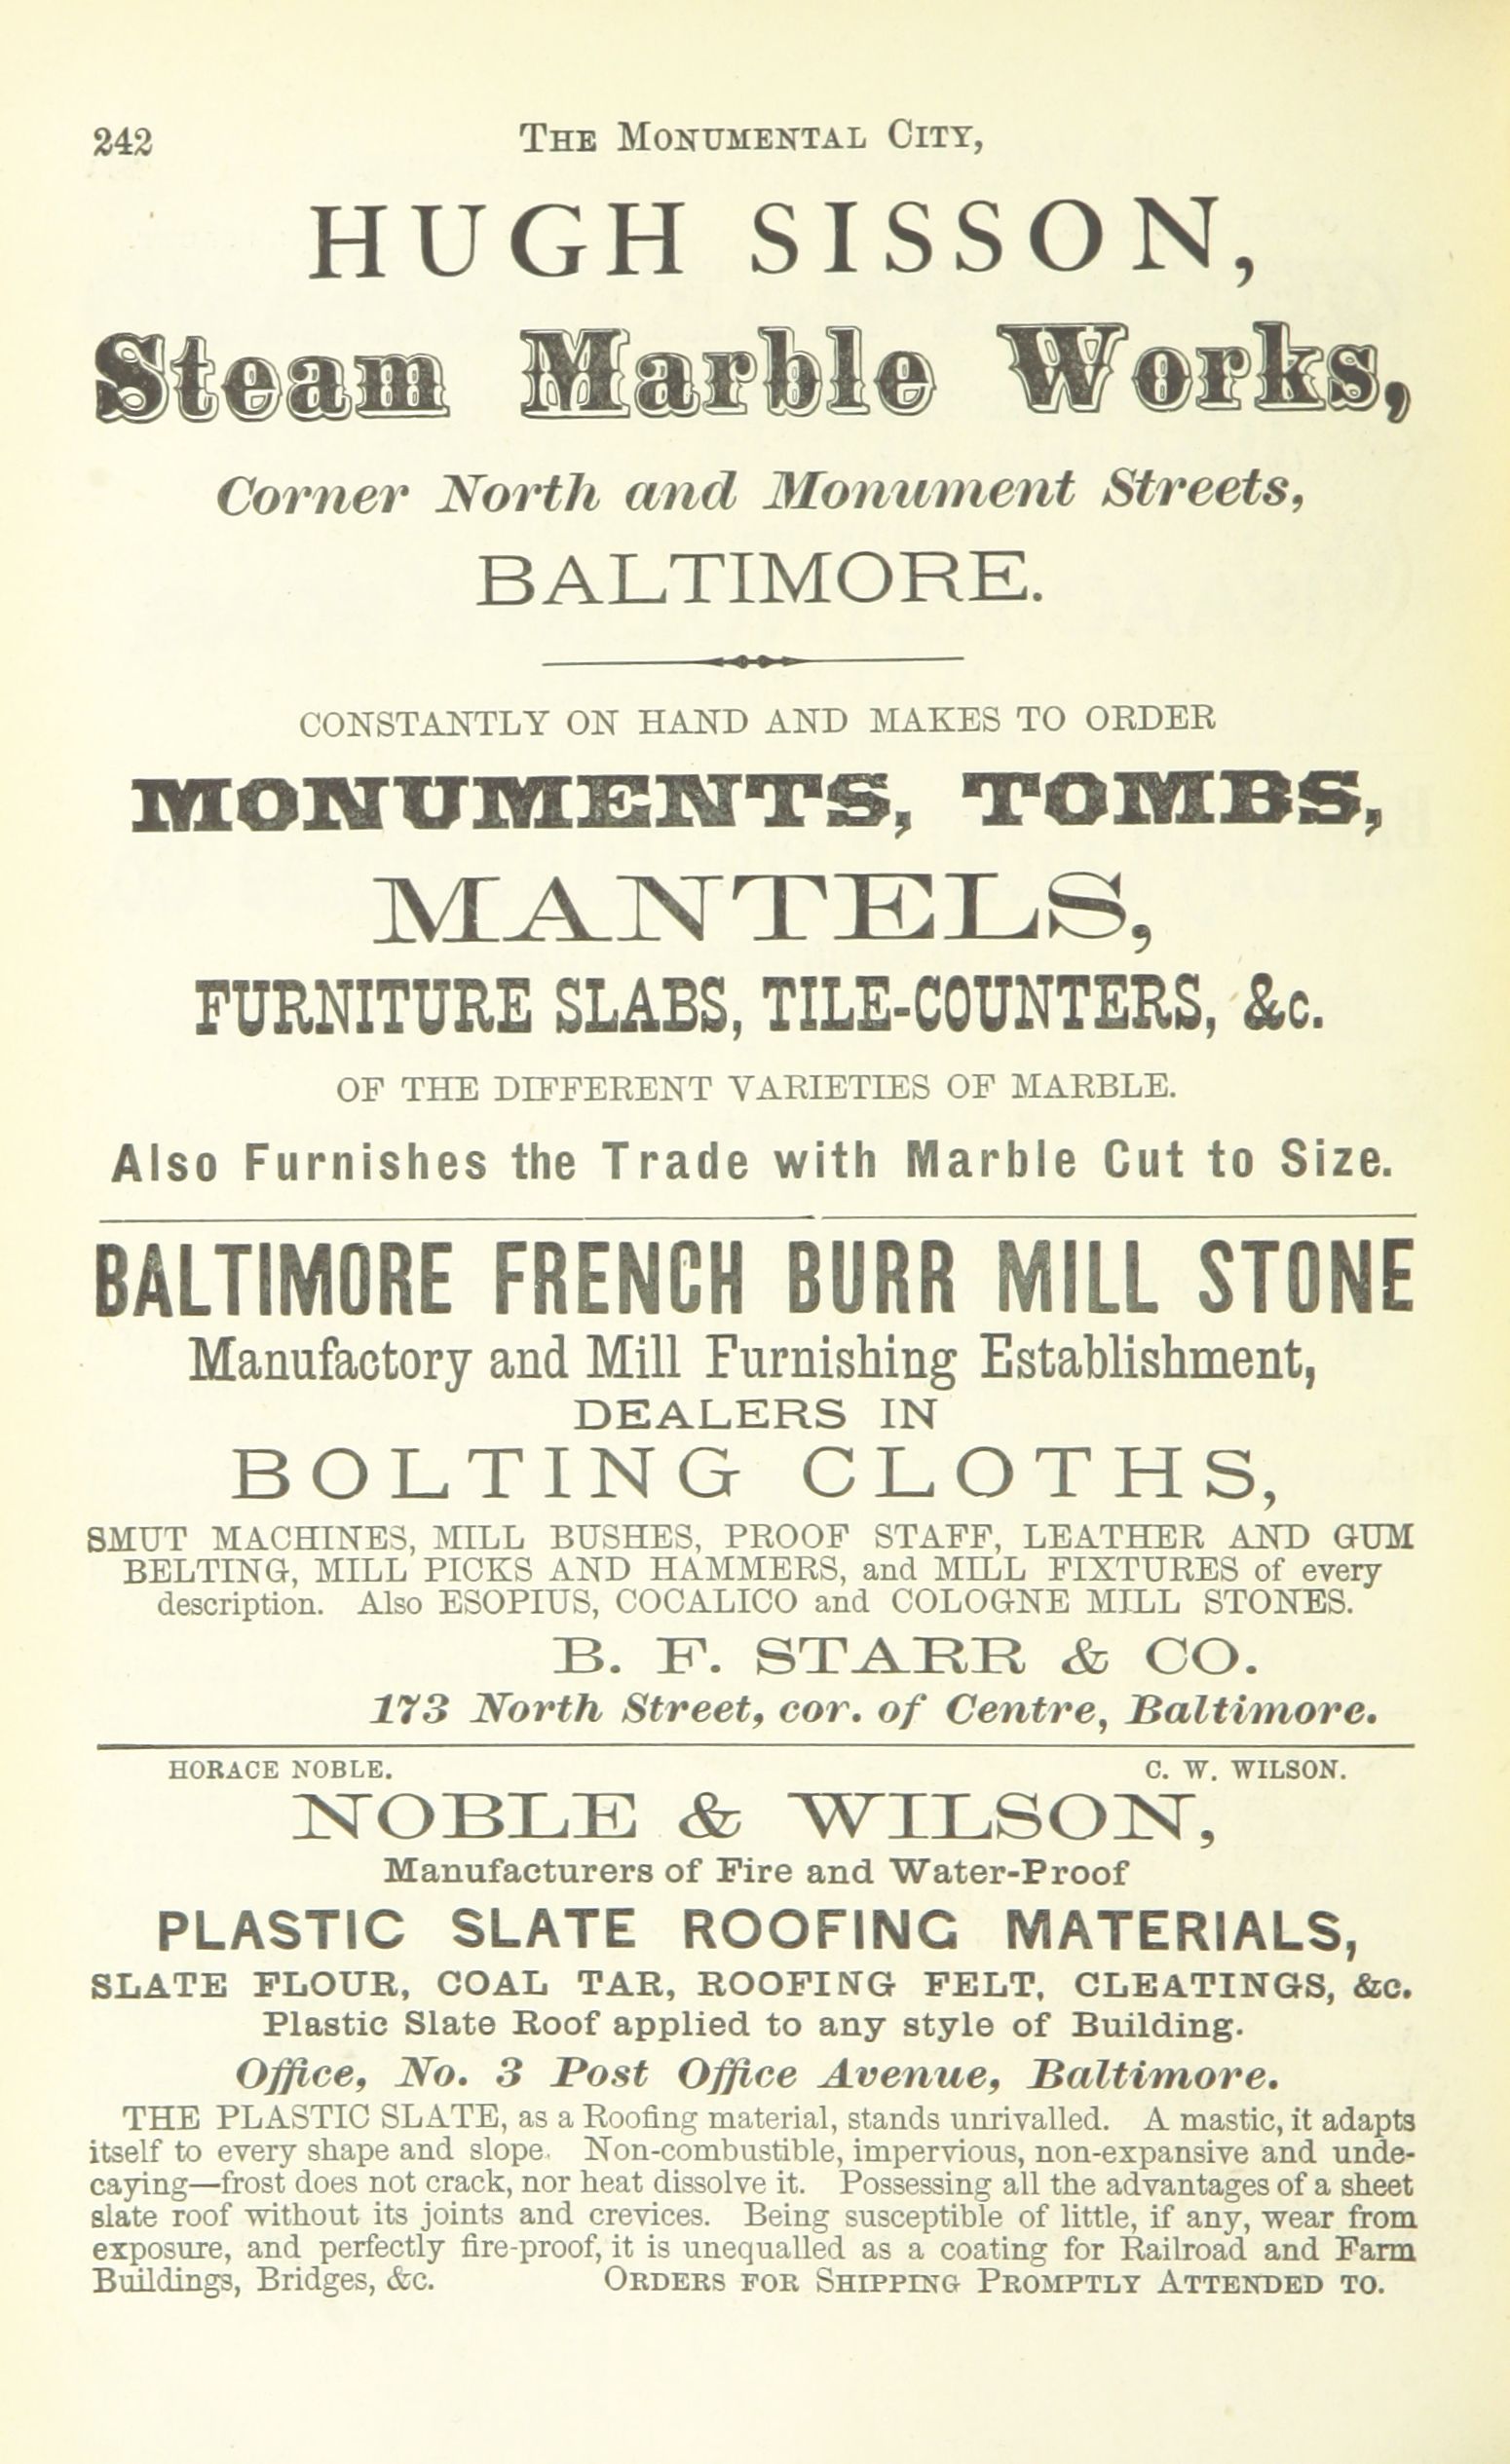 242
THE MONUMENTAL CITY,
HUGH SISSON,
Steam Marble Works,
Corner North and Monument Streets,
BALTIMORE.
CONSTANTLY ON HAND AND MAKES TO ORDER
MONUMENTS, TOMBS,
MANTELS,
FURNITURE SLABS, TILE-COUNTERS, &c.
OF THE DIFFERENT VARIETIES OF MARBLE.
Also Furnishes the Trade with Marble Cut to Size.
BALTIMORE FRENCH BURR MILL STONE
Manufactory and Mill Furnishing Establishment,
DEALERS IN
BOLTING CLOTHS,
SMUT MACHINES, MILL BUSHES, PROOF STAFF, LEATHER AND GUM
BELTING, MILL PICKS AND HAMMERS, and MILL FIXTURES of every
description. Also ESOPIUS, COCALICO and COLOGNE MILL STONES.
B. F. STARR & CO.
173 North Street, cor. of Centre, Baltimore.
HORACE NOBLE. C. W. WILSON.
NOBLE & WILSON,
Manufacturers of Fire and Water-Proof
PLASTIC SLATE ROOFING MATERIALS,
SLATE FLOUR, COAL TAR, ROOFING FELT, CLEATINGS, &c.
Plastic Slate Roof applied to any style of Building.
Office, No. 3 Post Office Avenue, Baltimore.
THE PLASTIC SLATE, as a Roofing material, stands unrivalled. A mastic, it adapts
itself to every shape and slope. Non-combustible, impervious, non-expansive and unde-
caying—frost does not crack, nor heat dissolve it. Possessing all the advantages of a sheet
slate roof without its joints and crevices. Being susceptible of little, if any, wear from
exposure, and perfectly fire-proof, it is unequalled as a coating for Railroad and Farm
Buildings, Bridges, &c. ORDERS FOR SHIPPING PROMPTLY ATTENDED TO.